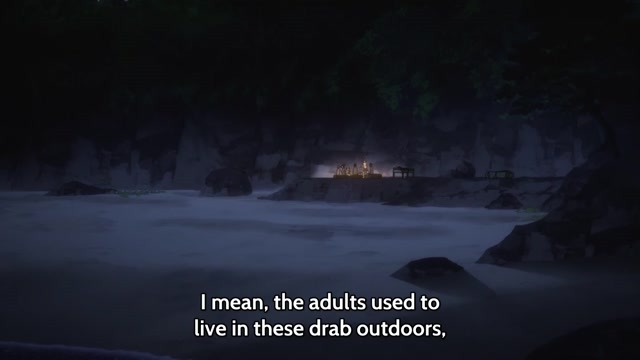 I mean, the adults used to
live in these drab outdoors,